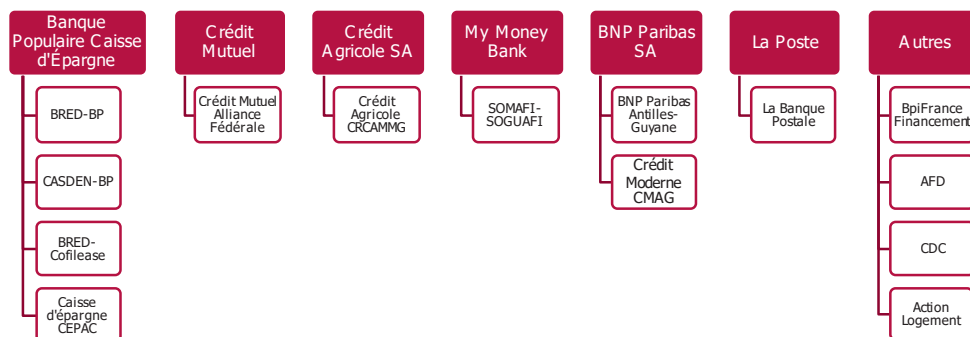 Banque
Populaire Caisse
d'Épargne
BRED-BP
CASDEN-BP
BRED-
Cofilease
Caisse
d'épargne
CEPAC
Crédit
Mutuel
Crédit Mutuel
Alliance
Fédérale
Crédit
Agricole SA
Crédit
Agricole
CRCAMMG
My Money
Bank
SOMAFI-
SOGUAFI
BNP Paribas
SA
BNP Paribas
Antilles-
Guyane
Crédit
Moderne
CMAG
La Poste
La Banque
Postale
Autres
BpiFrance
Financement
AFD
CDC
Action
Logement